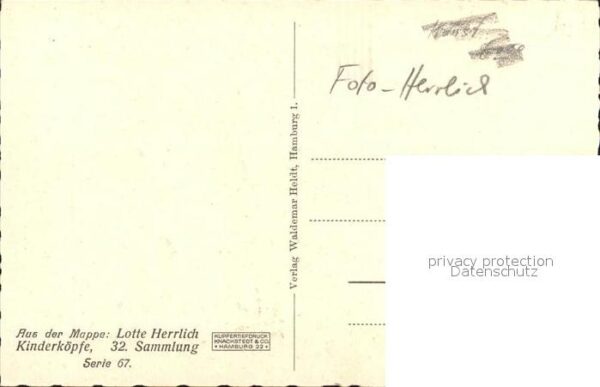 Kunst
Foto-Herrlich
Verlag Waldemar Heldt, Hamburg 1.
privacy protection
Datenschutz
Aus der Mappe: Lotte Herrlich
Kinderköpfe, 32. Sammlung
Serie 67.
KUPFERTIEFDRUCK
KNACKSTEDT & CO.
• HAMBURG 22 •